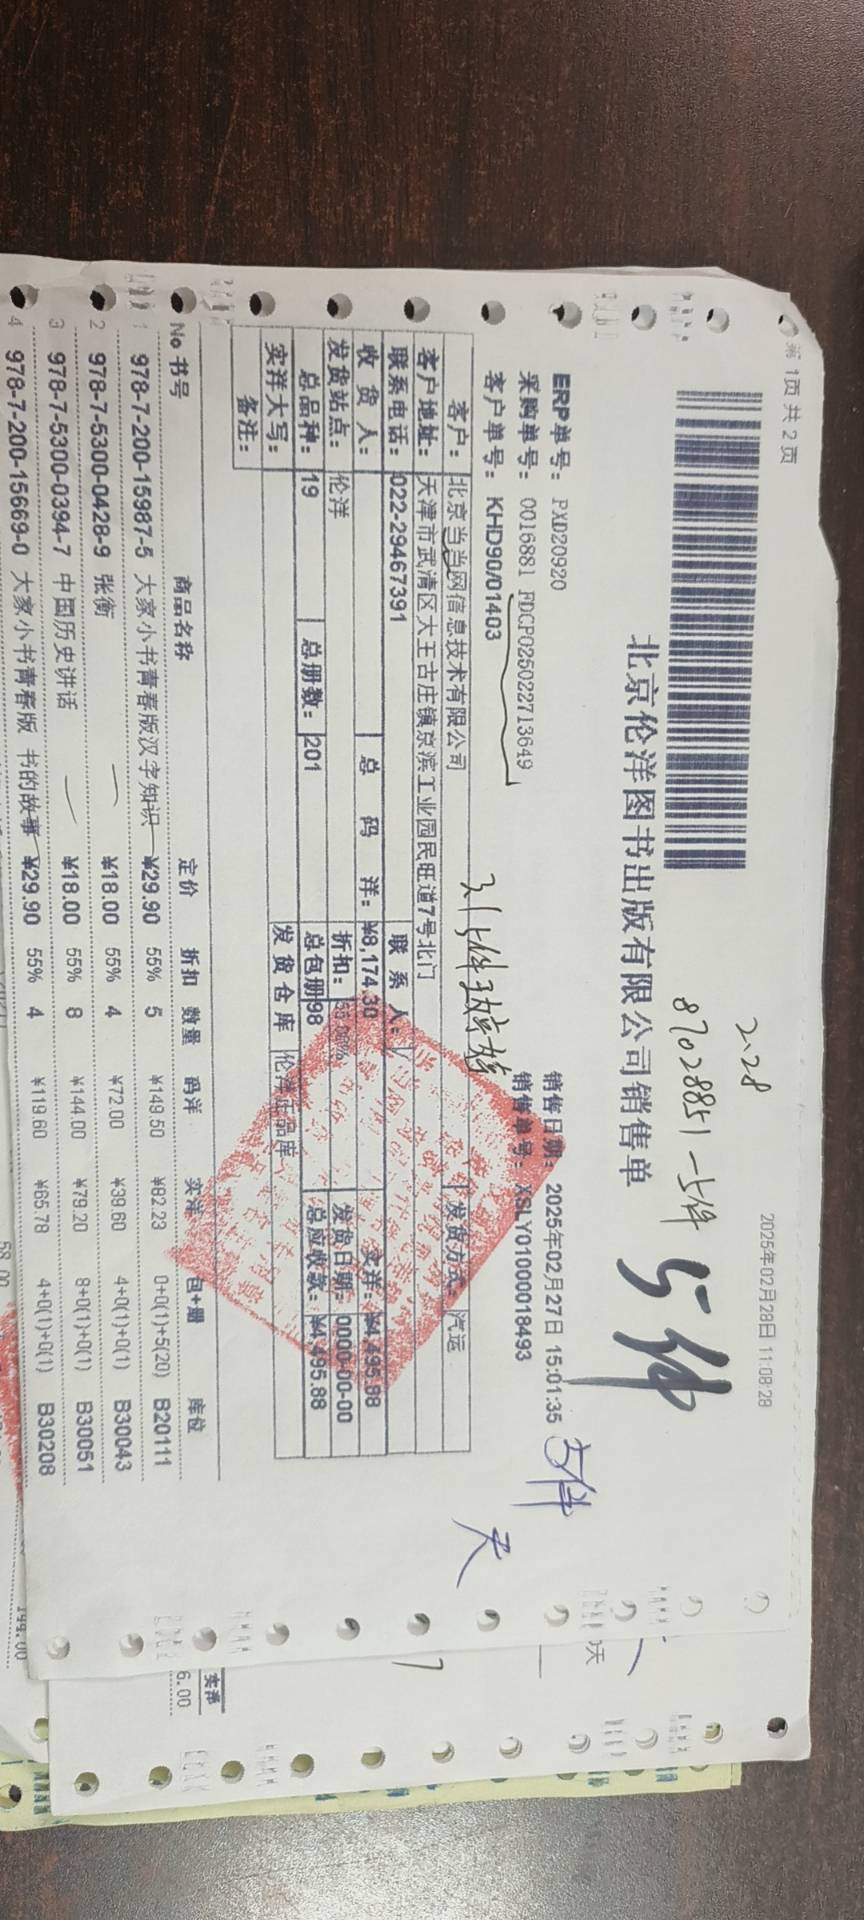 第 1页 共 2 页
2025年02月28日 11:08:28
2.28
87028851-5件
5件
北京伦洋图书出版有限公司销售单
ERP单号: PXD20920
销售日期: 2025年02月27日 15:01:35
5件
采购单号: 0016881 FDCP025022713649
销售单号: XSLY01000018493
客户单号: KHD90/01403
天
客户: 北京当当网信息技术有限公司
发货方式: 汽运
客户地址: 天津市武清区大王古庄镇京滨工业园民旺道7号北门
联系电话: 022-29467391
联 系 人:
收 货 人:
总 码 洋: ¥8,174.30
实洋: ¥4,495.88
发货站点: 伦洋
折扣:
发货日期: 0000-00-00
总品种: 19
总册数: 201
总包册 98
总应收款: ¥4,495.88
实洋大写:
发货仓库
备注:
No 书号 商品名称 定价 折扣 数量 码洋 实洋 包+册 库位
1 978-7-200-15987-5 大家小书青春版汉字知识 ¥29.90 55% 5 ¥149.50 ¥82.23 0+0(1)+5(20) B20111
2 978-7-5300-0428-9 张衡 ¥18.00 55% 4 ¥72.00 ¥39.60 4+0(1)+0(1) B30043
3 978-7-5300-0394-7 中国历史讲话 ¥18.00 55% 8 ¥144.00 ¥79.20 8+0(1)+0(1) B30051
4 978-7-200-15669-0 大家小书青春版 书的故事 ¥29.90 55% 4 ¥119.60 ¥65.78 4+0(1)+0(1) B30208
实洋
6.00
144.00
58.00